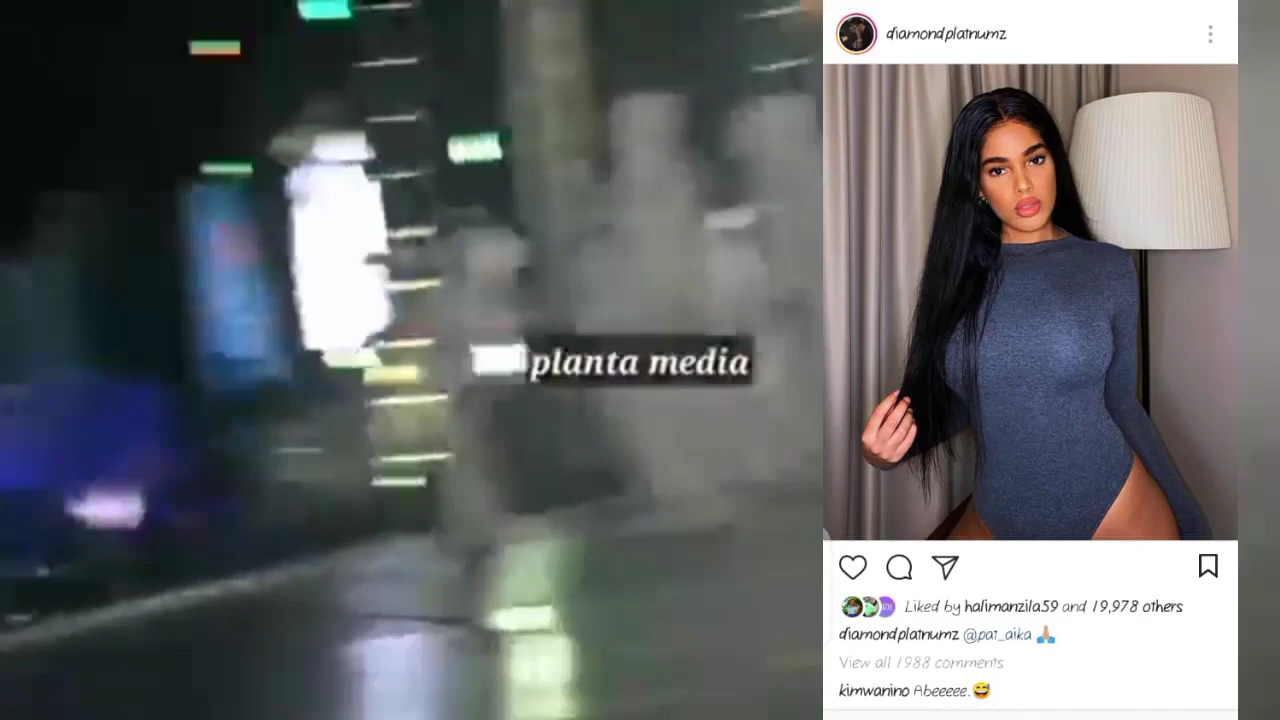 planta media
diamondplatnumz
Liked by halimanzila59 and 19,978 others
diamondplatnumz @pat_aika 🙏
View all 1988 comments
kimwanino Abeeeee.😅